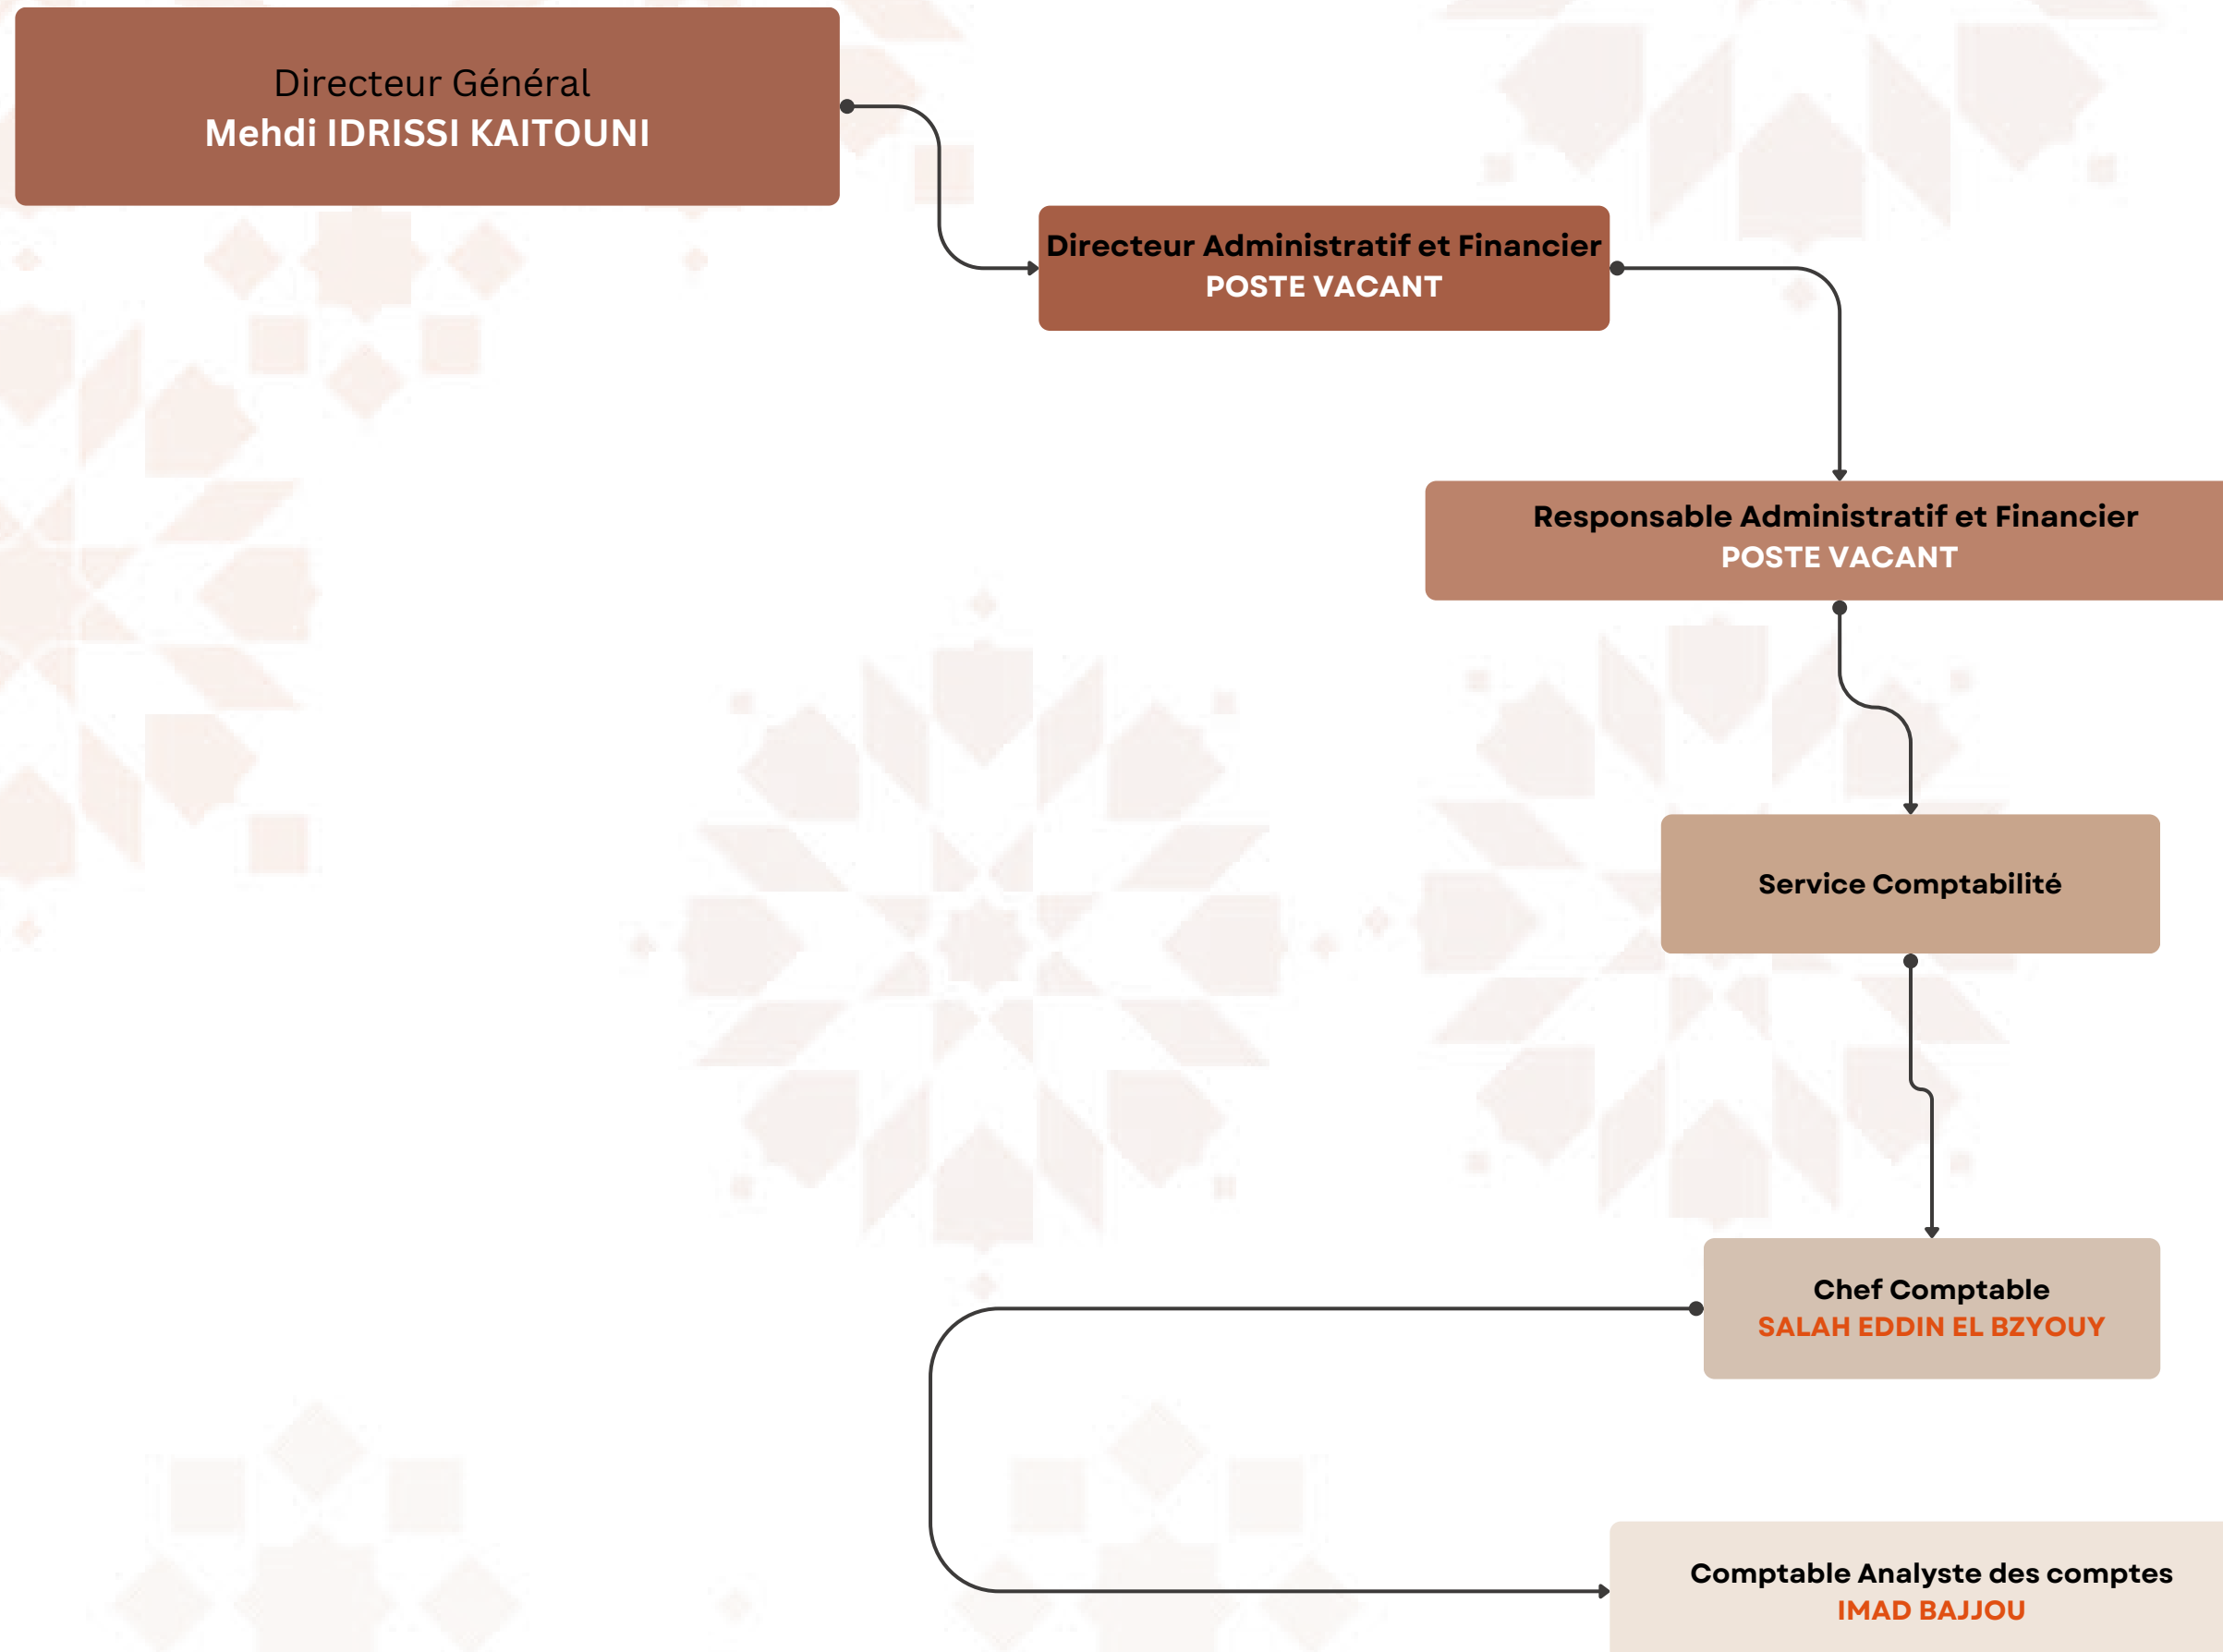 Directeur Général
Mehdi IDRISSI KAITOUNI
Directeur Administratif et Financier
POSTE VACANT
Responsable Administratif et Financier
POSTE VACANT
Service Comptabilité
Chef Comptable
SALAH EDDIN EL BZYOUY
Comptable Analyste des comptes
IMAD BAJJOU